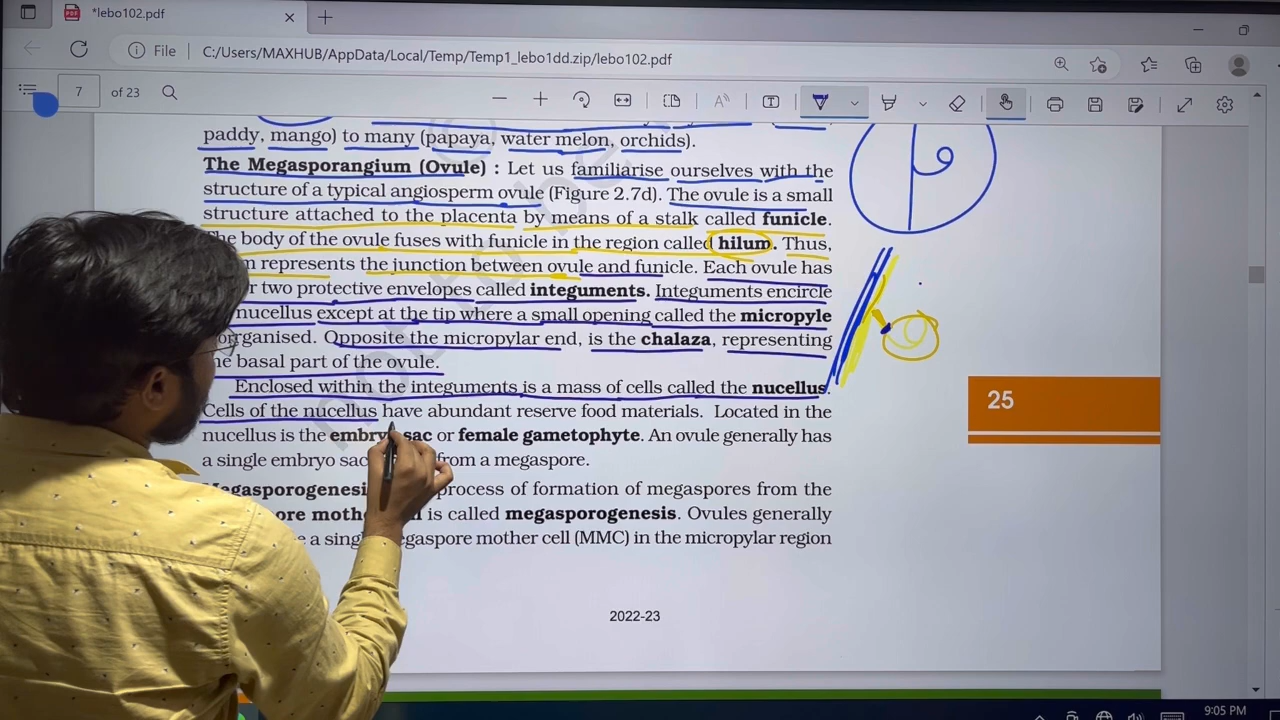 *lebo102.pdf
File C:/Users/MAXHUB/AppData/Local/Temp/Temp1_lebo1dd.zip/lebo102.pdf
7 of 23
paddy, mango) to many (papaya, water melon, orchids).
The Megasporangium (Ovule) : Let us familiarise ourselves with the
structure of a typical angiosperm ovule (Figure 2.7d). The ovule is a small
structure attached to the placenta by means of a stalk called funicle.
The body of the ovule fuses with funicle in the region called hilum. Thus,
represents the junction between ovule and funicle. Each ovule has
two protective envelopes called integuments. Integuments encircle
nucellus except at the tip where a small opening called the micropyle
organised. Opposite the micropylar end, is the chalaza, representing
the basal part of the ovule.
Enclosed within the integuments is a mass of cells called the nucellus.
Cells of the nucellus have abundant reserve food materials. Located in the
nucellus is the embryo sac or female gametophyte. An ovule generally has
a single embryo sac from a megaspore.
Megasporogenesis process of formation of megaspores from the
is called megasporogenesis. Ovules generally
a single megaspore mother cell (MMC) in the micropylar region
25
2022-23
9:05 PM